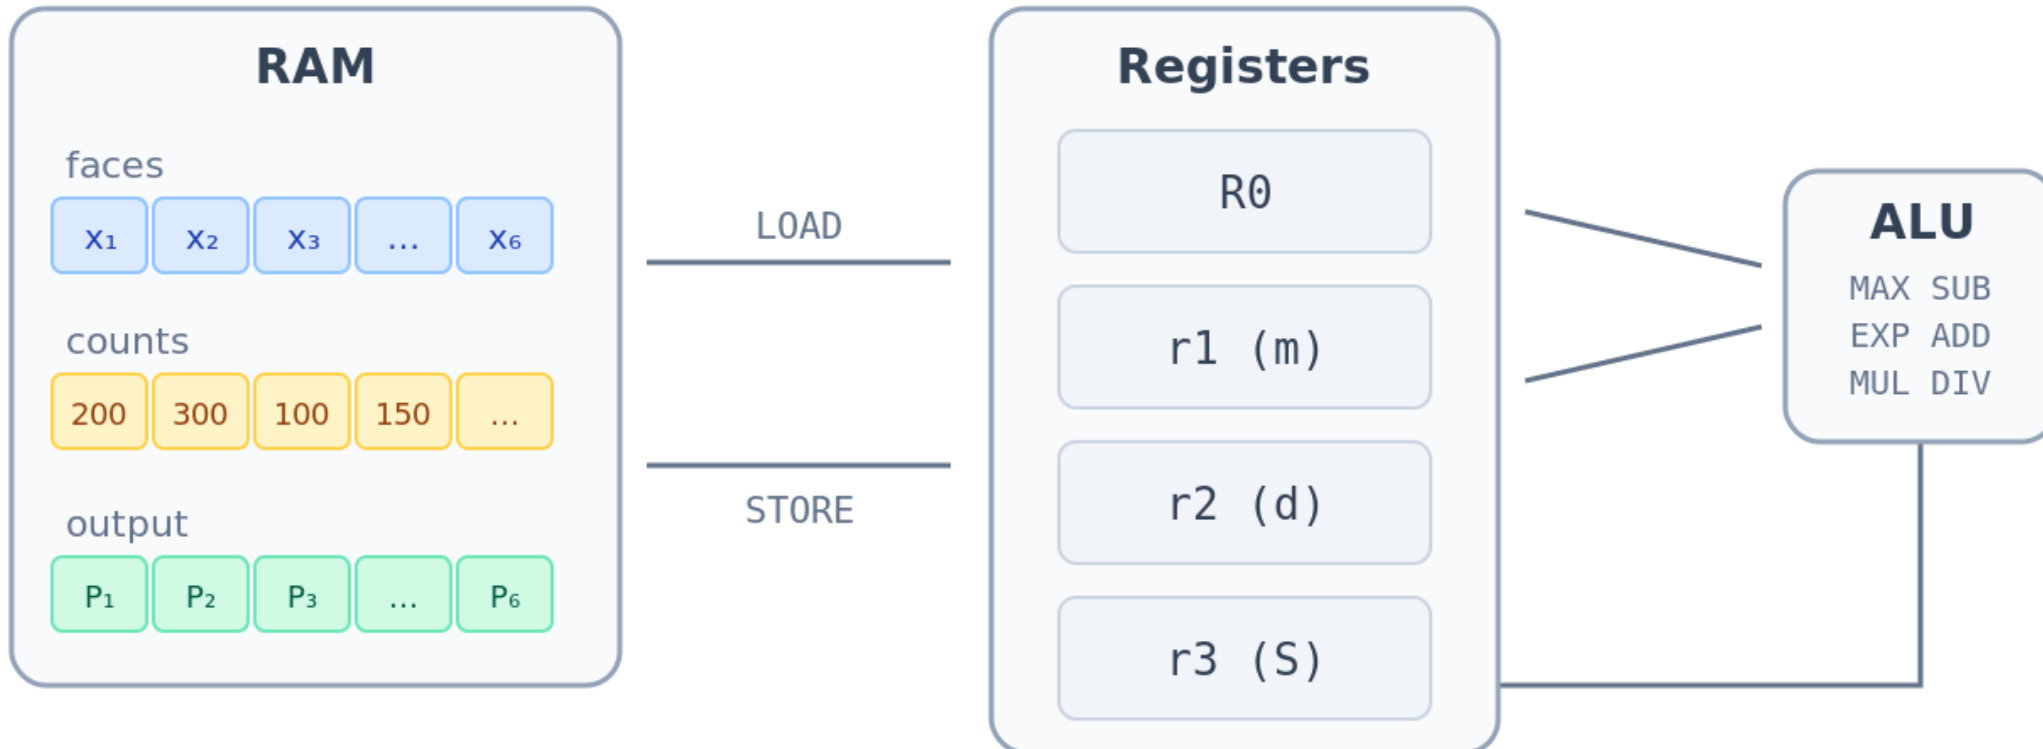 RAM
faces
x₁ x₂ x₃ … x₆
counts
200 300 100 150 …
output
P₁ P₂ P₃ … P₆
LOAD
STORE
Registers
R0
r1 (m)
r2 (d)
r3 (S)
ALU
MAX SUB
EXP ADD
MUL DIV